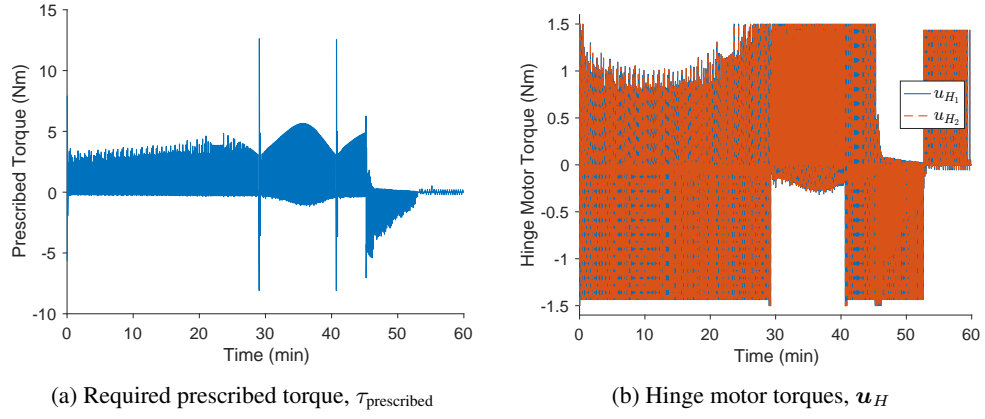 15
10
5
0
-5
-10
0 10 20 30 40 50 60
Prescribed Torque (Nm)
Time (min)
(a) Required prescribed torque, τprescribed
1.5
1
0.5
0
-0.5
-1
-1.5
0 10 20 30 40 50 60
Hinge Motor Torque (Nm)
Time (min)
uH1
uH2
(b) Hinge motor torques, uH